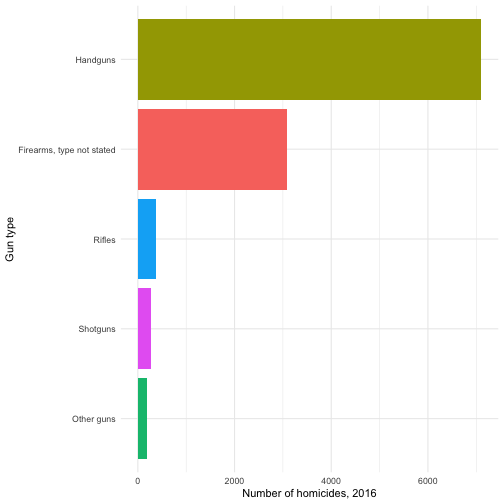 Gun type
Handguns
Firearms, type not stated
Rifles
Shotguns
Other guns
0 2000 4000 6000
Number of homicides, 2016